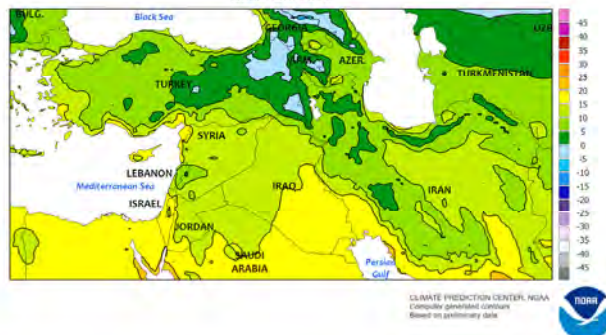 Black Sea
BULG.
GEORGIA
UZB
ARM.
AZER.
TURKEY
TURKMENISTAN
SYRIA
LEBANON
Mediterranean Sea
IRAQ
IRAN
ISRAEL
JORDAN
SAUDI
ARABIA
Persian
Gulf
45
40
35
30
25
20
15
10
5
0
-5
-10
-15
-20
-25
-30
-35
-40
-45
CLIMATE PREDICTION CENTER, NOAA
Computer generated contours
Based on preliminary data
NOAA